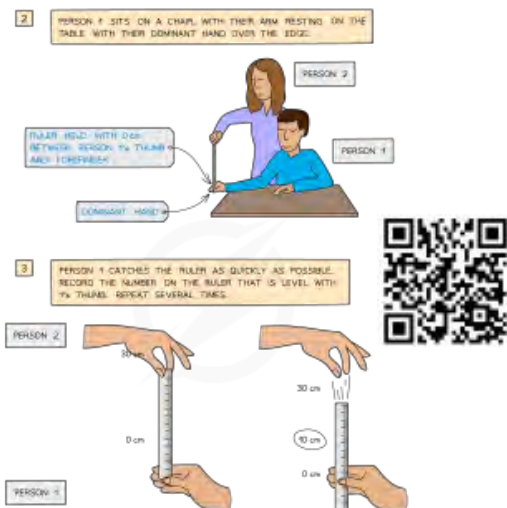 2
PERSON 1 SITS ON A CHAIR, WITH THEIR ARM RESTING ON THE
TABLE WITH THEIR DOMINANT HAND OVER THE EDGE.
PERSON 2
RULER HELD WITH 0cm
BETWEEN PERSON 1's THUMB
AND FOREFINGER
PERSON 1
DOMINANT HAND
3
PERSON 1 CATCHES THE RULER AS QUICKLY AS POSSIBLE.
RECORD THE NUMBER ON THE RULER THAT IS LEVEL WITH
1's THUMB. REPEAT SEVERAL TIMES.
PERSON 2
30 cm
30 cm
0 cm
10 cm
0 cm
PERSON 1